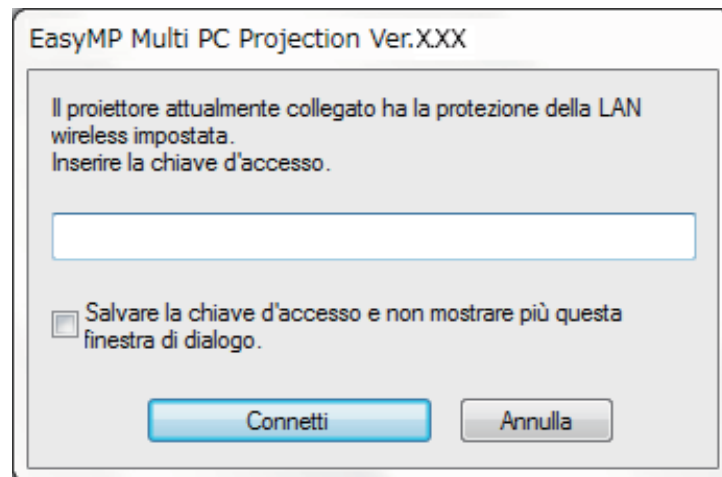 EasyMP Multi PC Projection Ver.X.XX
Il proiettore attualmente collegato ha la protezione della LAN
wireless impostata.
Inserire la chiave d'accesso.
Salvare la chiave d'accesso e non mostrare più questa
finestra di dialogo.
Connetti
Annulla